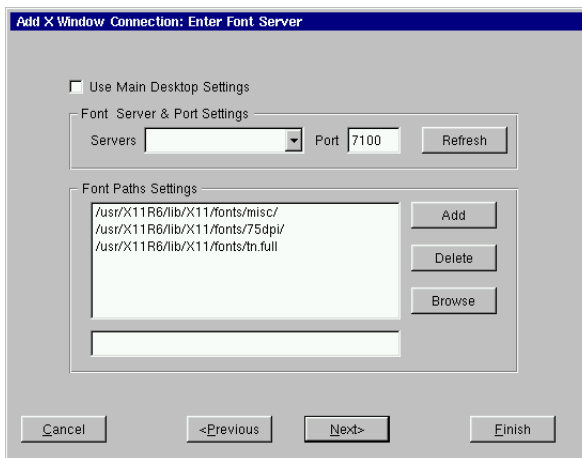 Add X Window Connection: Enter Font Server
Use Main Desktop Settings
Font Server & Port Settings
Servers Port 7100 Refresh
Font Paths Settings
/usr/X11R6/lib/X11/fonts/misc/
/usr/X11R6/lib/X11/fonts/75dpi/
/usr/X11R6/lib/X11/fonts/tn.full
Add
Delete
Browse
Cancel <Previous Next> Finish